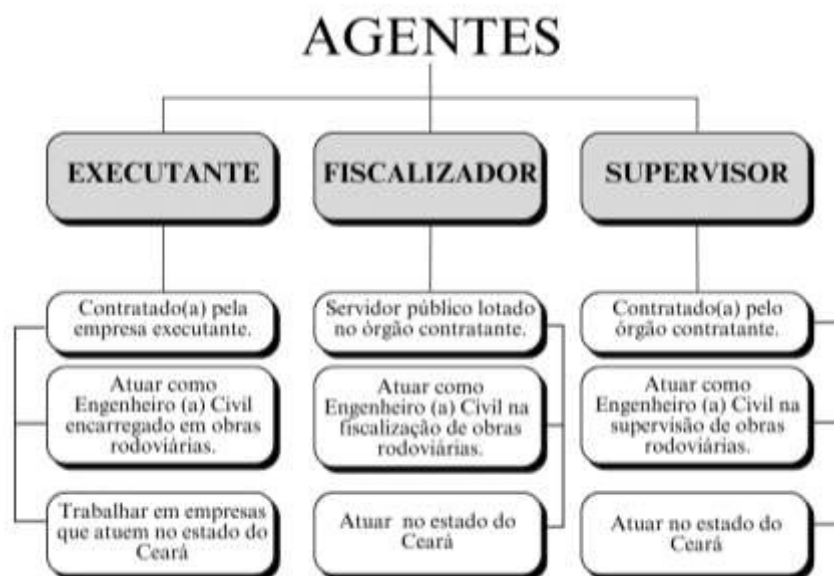 AGENTES
EXECUTANTE
Contratado(a) pela
empresa executante.
Atuar como
Engenheiro (a) Civil
encarregado em obras
rodoviárias.
Trabalhar em empresas
que atuem no estado do
Ceará
FISCALIZADOR
Servidor público lotado
no órgão contratante.
Atuar como
Engenheiro (a) Civil na
fiscalização de obras
rodoviárias.
Atuar no estado do
Ceará
SUPERVISOR
Contratado(a) pelo
órgão contratante.
Atuar como
Engenheiro (a) Civil na
supervisão de obras
rodoviárias.
Atuar no estado do
Ceará